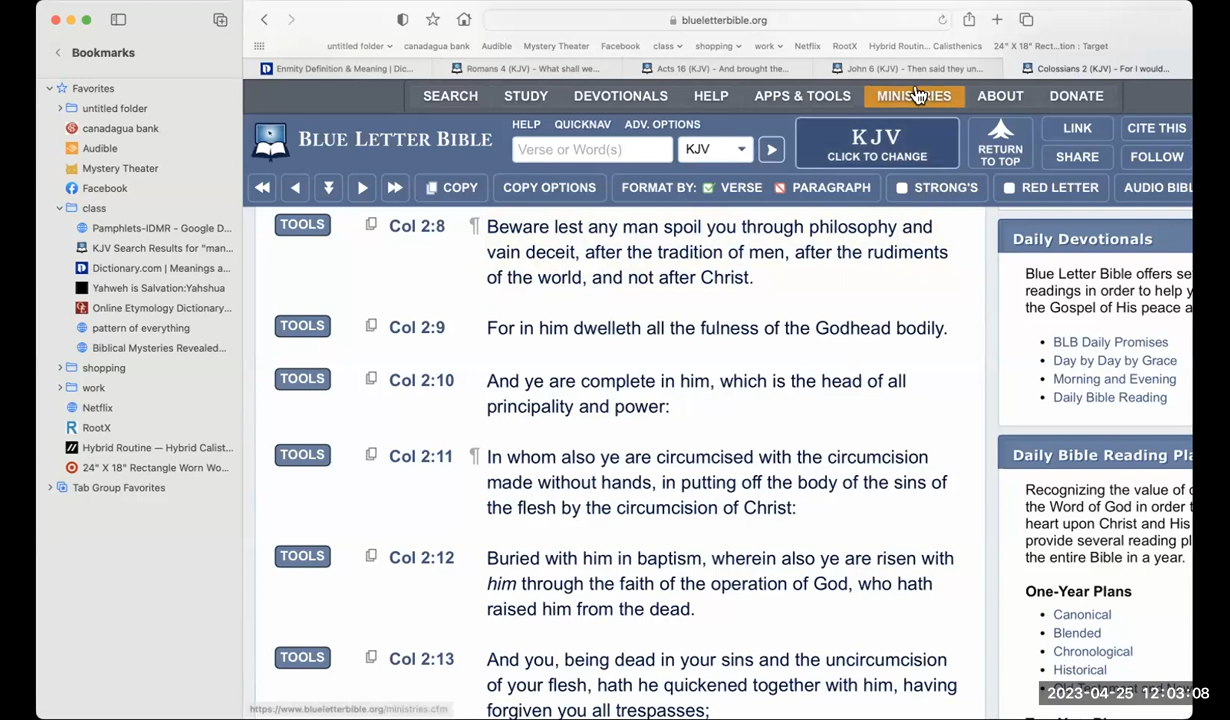 Bookmarks
Favorites
untitled folder
canadagua bank
Audible
Mystery Theater
Facebook
class
Pamphlets-IDMR - Google D...
KJV Search Results for "man...
Dictionary.com | Meanings a...
Yahweh is Salvation:Yahshua
Online Etymology Dictionary...
pattern of everything
Biblical Mysteries Revealed...
shopping
work
Netflix
RootX
Hybrid Routine — Hybrid Calist...
24" X 18" Rectangle Worn Wo...
Tab Group Favorites
blueletterbible.org
untitled folder canadagua bank Audible Mystery Theater Facebook class shopping work Netflix RootX Hybrid Routin... Calisthenics 24" X 18" Rect...tion : Target
Enmity Definition & Meaning | Dic... Romans 4 (KJV) - What shall we... Acts 16 (KJV) - And brought the... John 6 (KJV) - Then said they un... Colossians 2 (KJV) - For I would...
SEARCH STUDY DEVOTIONALS HELP APPS & TOOLS MINISTRIES ABOUT DONATE
BLUE LETTER BIBLE
HELP QUICKNAV ADV. OPTIONS
Verse or Word(s) KJV
KJV
CLICK TO CHANGE
RETURN
TO TOP
LINK CITE THIS
SHARE FOLLOW
COPY COPY OPTIONS FORMAT BY: VERSE PARAGRAPH STRONG'S RED LETTER AUDIO BIBL
TOOLS Col 2:8 ¶ Beware lest any man spoil you through philosophy and
vain deceit, after the tradition of men, after the rudiments
of the world, and not after Christ.
TOOLS Col 2:9 For in him dwelleth all the fulness of the Godhead bodily.
TOOLS Col 2:10 And ye are complete in him, which is the head of all
principality and power:
TOOLS Col 2:11 ¶ In whom also ye are circumcised with the circumcision
made without hands, in putting off the body of the sins of
the flesh by the circumcision of Christ:
TOOLS Col 2:12 Buried with him in baptism, wherein also ye are risen with
him through the faith of the operation of God, who hath
raised him from the dead.
TOOLS Col 2:13 And you, being dead in your sins and the uncircumcision
of your flesh, hath he quickened together with him, having
forgiven you all trespasses;
https://www.blueletterbible.org/ministries.cfm
Daily Devotionals
Blue Letter Bible offers se
readings in order to help y
the Gospel of His peace a
• BLB Daily Promises
• Day by Day by Grace
• Morning and Evening
• Daily Bible Reading
Daily Bible Reading Pla
Recognizing the value of c
the Word of God in order t
heart upon Christ and His
provide several reading pl
the entire Bible in a year.
One-Year Plans
• Canonical
• Blended
• Chronological
• Historical
2023-04-25 12:03:08